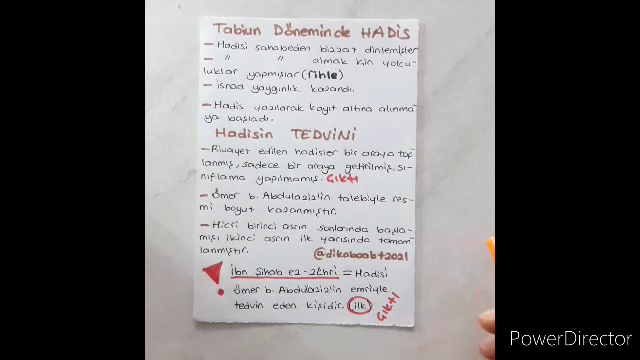 Tabiun Döneminde HADİS
- Hadisi sahabeden bizzat dinlemişler
- " " almak için yolcu
luklar yapmışlar (rihle)
- isnad yaygınlık kazandı.
- Hadis yazılarak kayıt altına alınma
ya başladı.
Hadisin TEDVİNİ
- Rivayet edilen hadisler bir araya top
lanmış, sadece bir araya getirilmiş, sı-
nıflama yapılmamış. Çıktı
- Ömer b. Abdulaziz'in talebiyle res-
mi boyut kazanmıştır.
- Hicri birinci asrın sonlarında başla-
mış, ikinci asrın ilk yarısında tamam
lanmıştır.
@dikabaabt2021
İbn Şihab ez-Zührî = Hadisi
Ömer b. Abdulaziz'in emriyle
tedvin eden kişidir. ilk Çıktı
PowerDirector